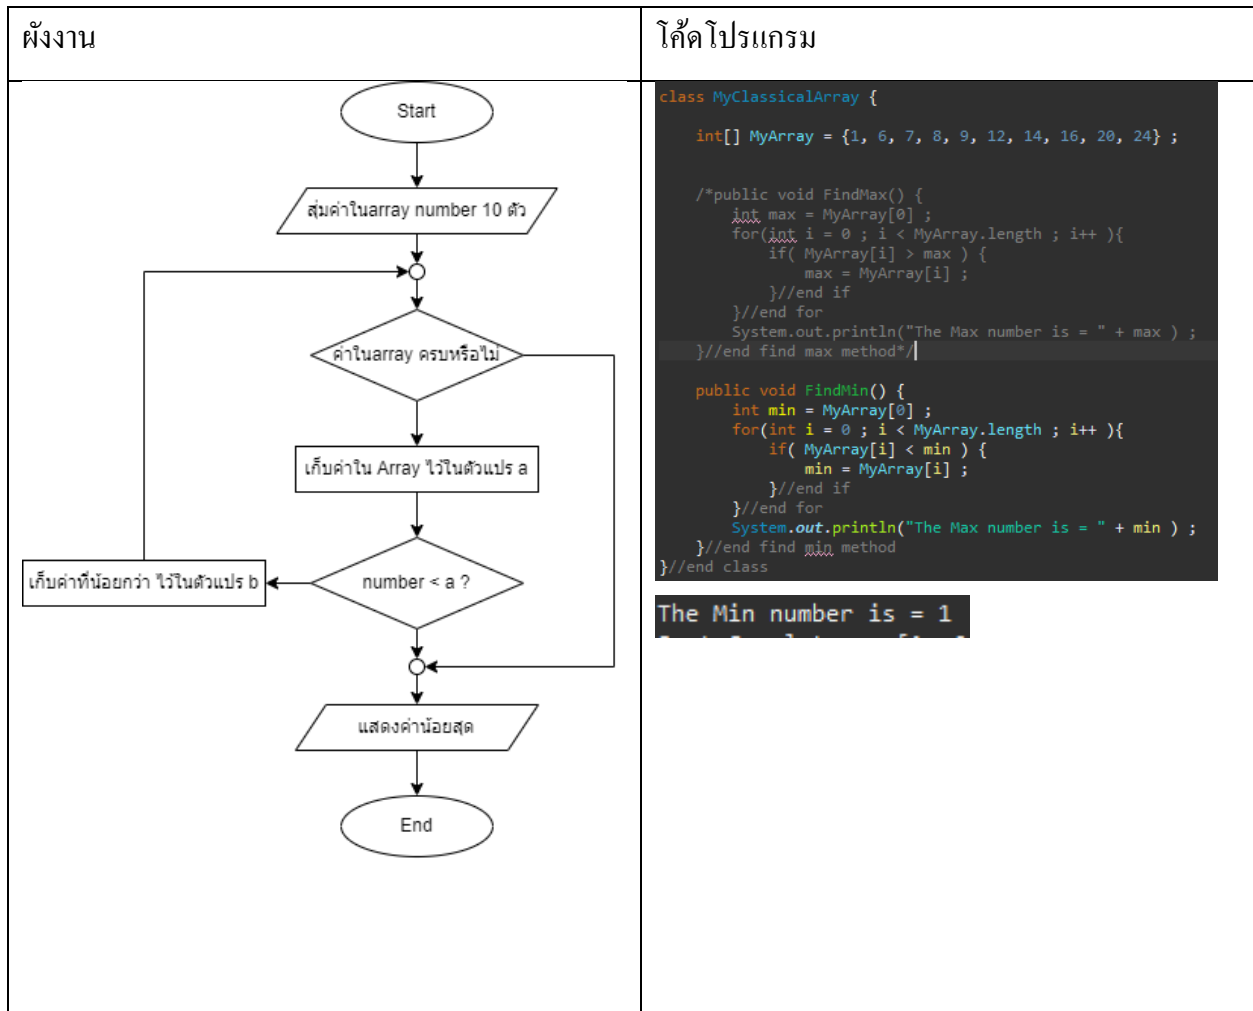 ผังงาน
โค้ดโปรแกรม
Start
สุ่มค่าในarray number 10 ตัว
ค่าในarray ครบหรือไม่
เก็บค่าใน Array ไว้ในตัวแปร a
number < a ?
เก็บค่าที่น้อยกว่า ไว้ในตัวแปร b
แสดงค่าน้อยสุด
End
class MyClassicalArray {
int[] MyArray = {1, 6, 7, 8, 9, 12, 14, 16, 20, 24} ;
/*public void FindMax() {
int max = MyArray[0] ;
for(int i = 0 ; i < MyArray.length ; i++ ){
if( MyArray[i] > max ) {
max = MyArray[i] ;
}//end if
}//end for
System.out.println("The Max number is = " + max ) ;
}//end find max method*/
public void FindMin() {
int min = MyArray[0] ;
for(int i = 0 ; i < MyArray.length ; i++ ){
if( MyArray[i] < min ) {
min = MyArray[i] ;
}//end if
}//end for
System.out.println("The Max number is = " + min ) ;
}//end find min method
}//end class
The Min number is = 1